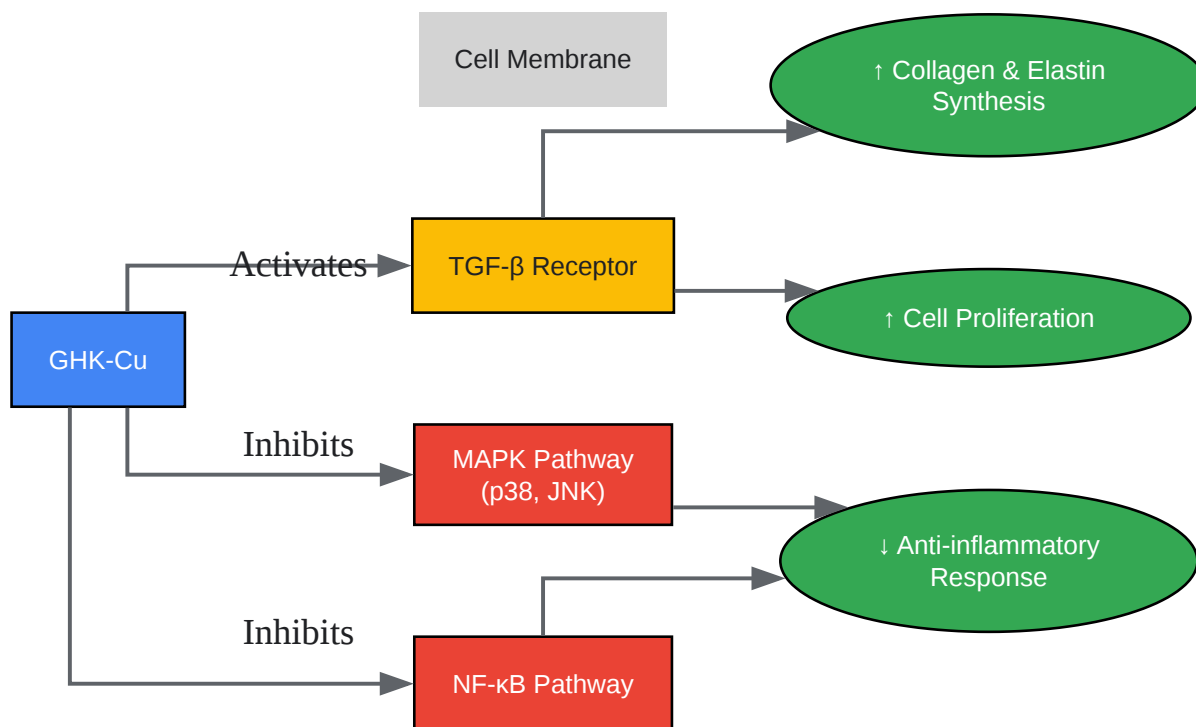 Cell Membrane
↑ Collagen & Elastin
Synthesis
Activates
TGF-β Receptor
↑ Cell Proliferation
GHK-Cu
Inhibits
MAPK Pathway
(p38, JNK)
↓ Anti-inflammatory
Response
Inhibits
NF-κB Pathway